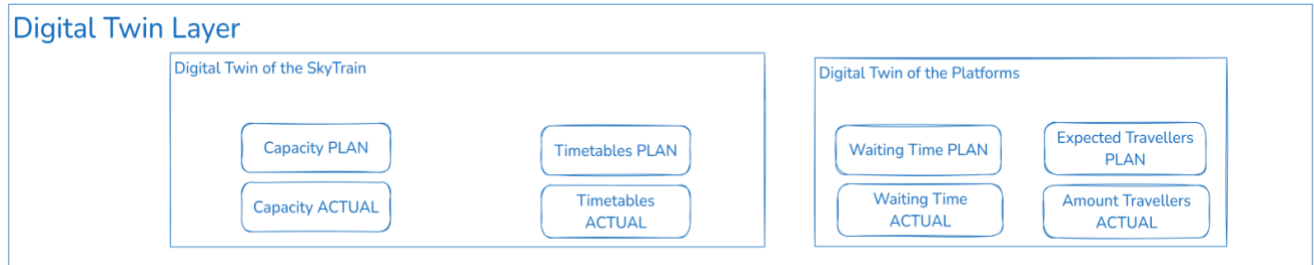 Digital Twin Layer
Digital Twin of the SkyTrain
Capacity PLAN
Capacity ACTUAL
Timetables PLAN
Timetables
ACTUAL
Digital Twin of the Platforms
Waiting Time PLAN
Waiting Time
ACTUAL
Expected Travellers
PLAN
Amount Travellers
ACTUAL